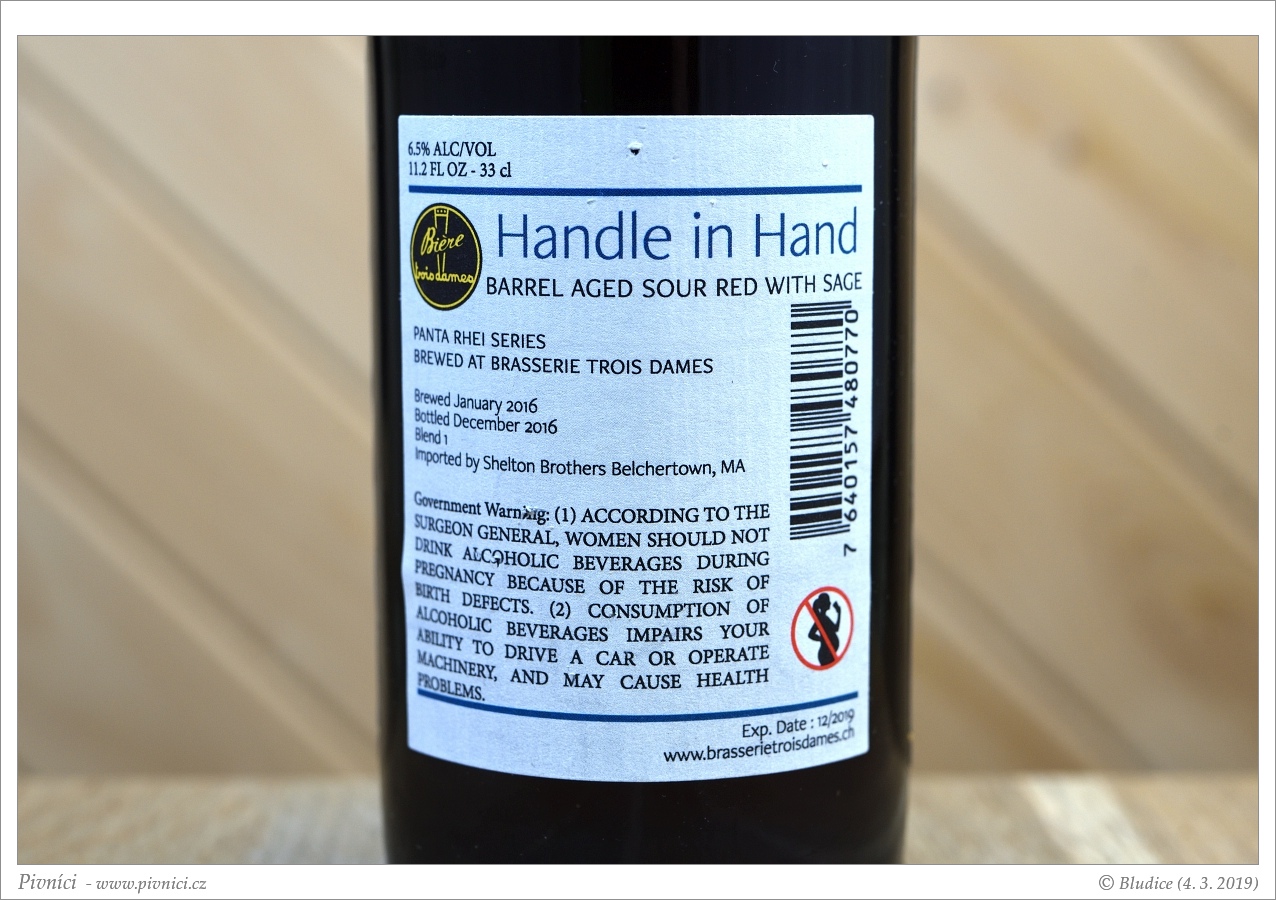 6.5% ALC/VOL
11.2 FL OZ - 33 cl
Bière
trois dames
Handle in Hand
BARREL AGED SOUR RED WITH SAGE
PANTA RHEI SERIES
BREWED AT BRASSERIE TROIS DAMES
Brewed January 2016
Bottled December 2016
Blend 1
Imported by Shelton Brothers Belchertown, MA
7 640157 480770
Government Warning: (1) ACCORDING TO THE
SURGEON GENERAL, WOMEN SHOULD NOT
DRINK ALCOHOLIC BEVERAGES DURING
PREGNANCY BECAUSE OF THE RISK OF
BIRTH DEFECTS. (2) CONSUMPTION OF
ALCOHOLIC BEVERAGES IMPAIRS YOUR
ABILITY TO DRIVE A CAR OR OPERATE
MACHINERY, AND MAY CAUSE HEALTH
PROBLEMS.
Exp. Date : 12/2019
www.brasserietroisdames.ch
Pivníci - www.pivnici.cz
© Bludice (4. 3. 2019)